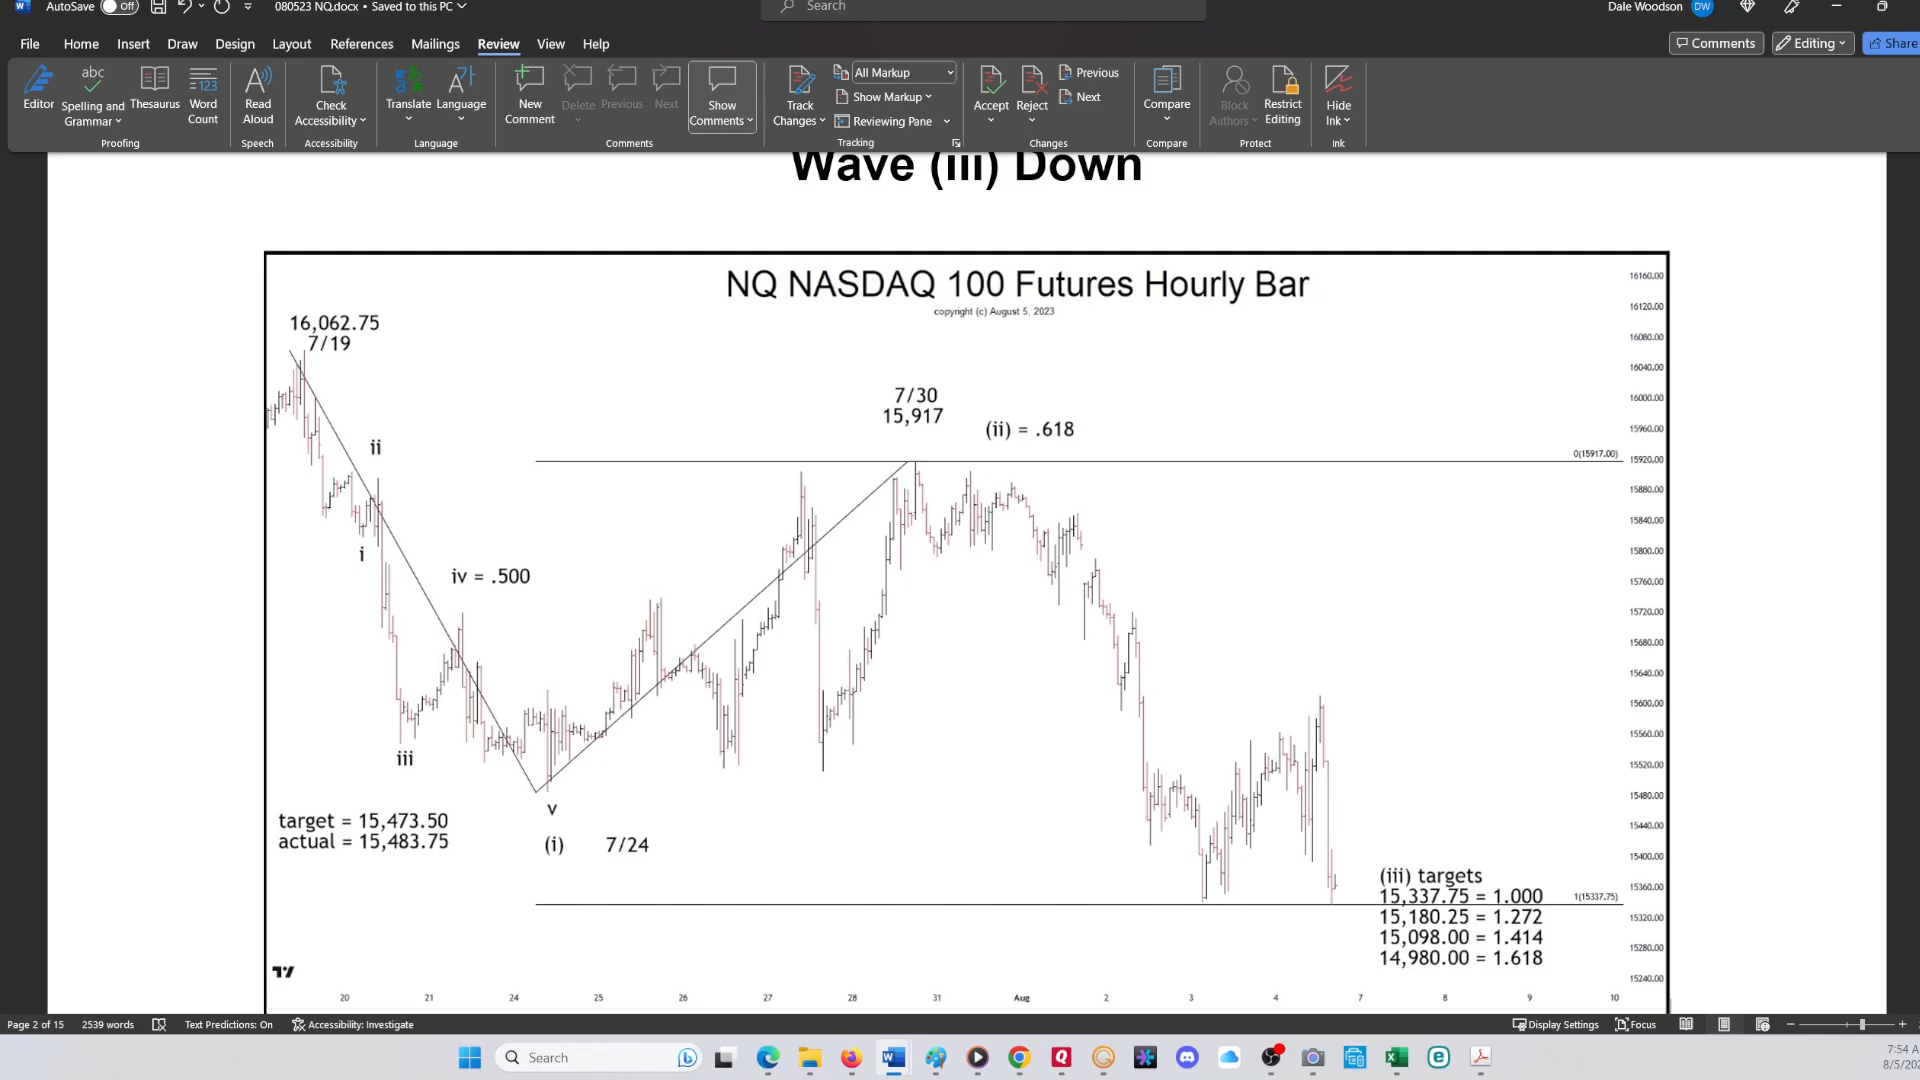 AutoSave Off 080523 NQ.docx • Saved to this PC Search Dale Woodson DW
File Home Insert Draw Design Layout References Mailings Review View Help Comments Editing Share
Editor
Spelling and Grammar
Thesaurus
Word Count
Proofing
Read Aloud
Speech
Check Accessibility
Accessibility
Translate
Language
Language
New Comment
Delete
Previous
Next
Show Comments
Comments
Track Changes
All Markup
Show Markup
Reviewing Pane
Tracking
Accept
Reject
Previous
Next
Changes
Compare
Compare
Block Authors
Restrict Editing
Protect
Hide Ink
Ink
Wave (iii) Down
NQ NASDAQ 100 Futures Hourly Bar
copyright (c) August 5, 2023
16,062.75
7/19
ii
i
iv = .500
iii
target = 15,473.50
actual = 15,483.75
v
(i) 7/24
7/30
15,917
(ii) = .618
0(15917.00)
1(15337.75)
(iii) targets
15,337.75 = 1.000
15,180.25 = 1.272
15,098.00 = 1.414
14,980.00 = 1.618
16160.00
16120.00
16080.00
16040.00
16000.00
15960.00
15920.00
15880.00
15840.00
15800.00
15760.00
15720.00
15680.00
15640.00
15600.00
15560.00
15520.00
15480.00
15440.00
15400.00
15360.00
15320.00
15280.00
15240.00
20 21 24 25 26 27 28 31 Aug 2 3 4 7 8 9 10
Page 2 of 15 2539 words Text Predictions: On Accessibility: Investigate Display Settings Focus
Search
7:54 A
8/5/202